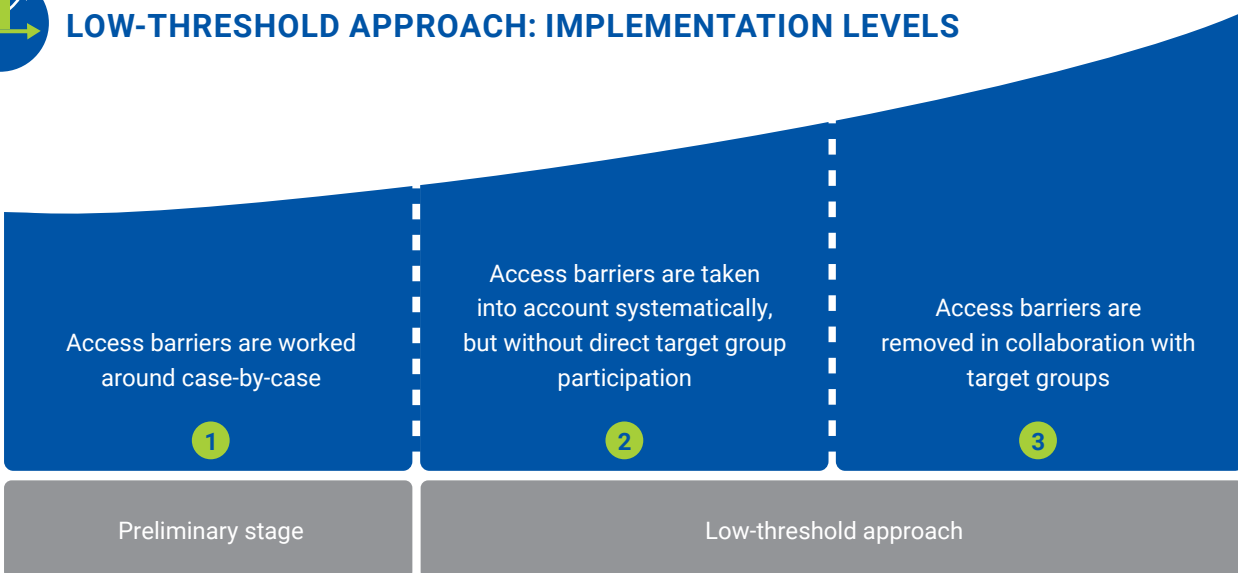 LOW-THRESHOLD APPROACH: IMPLEMENTATION LEVELS
Access barriers are worked
around case-by-case
1
Access barriers are taken
into account systematically,
but without direct target group
participation
2
Access barriers are
removed in collaboration with
target groups
3
Preliminary stage
Low-threshold approach